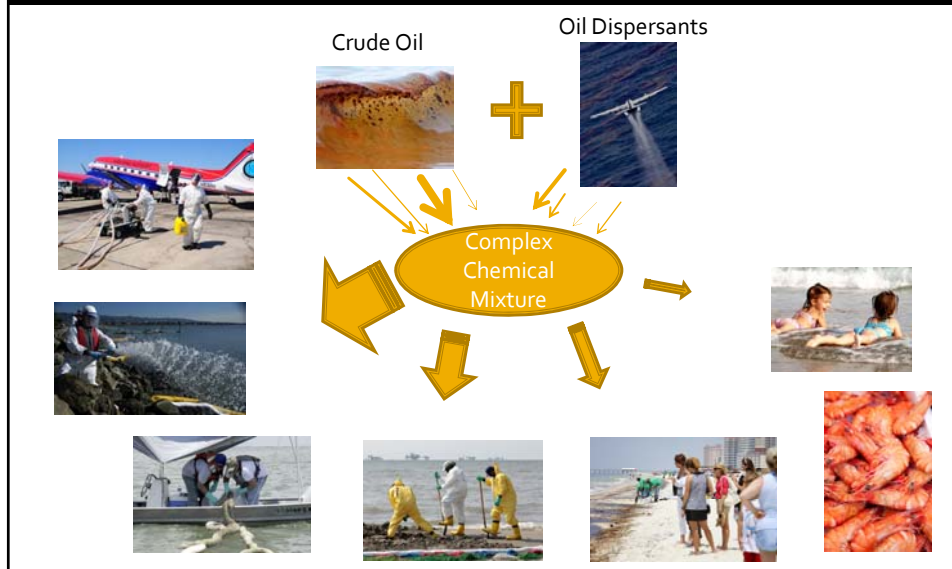 Crude Oil
Oil Dispersants
Complex
Chemical
Mixture